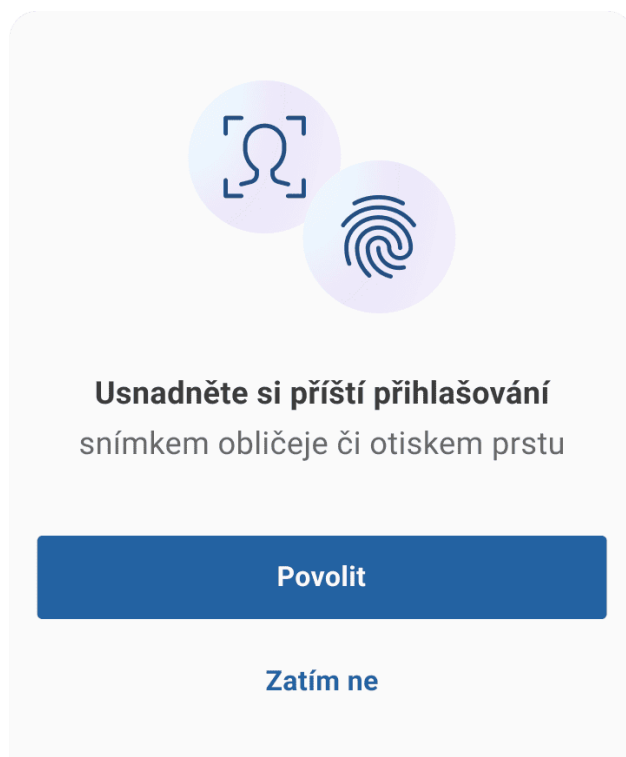 Usnadněte si příští přihlašování
snímkem obličeje či otiskem prstu
Povolit
Zatím ne